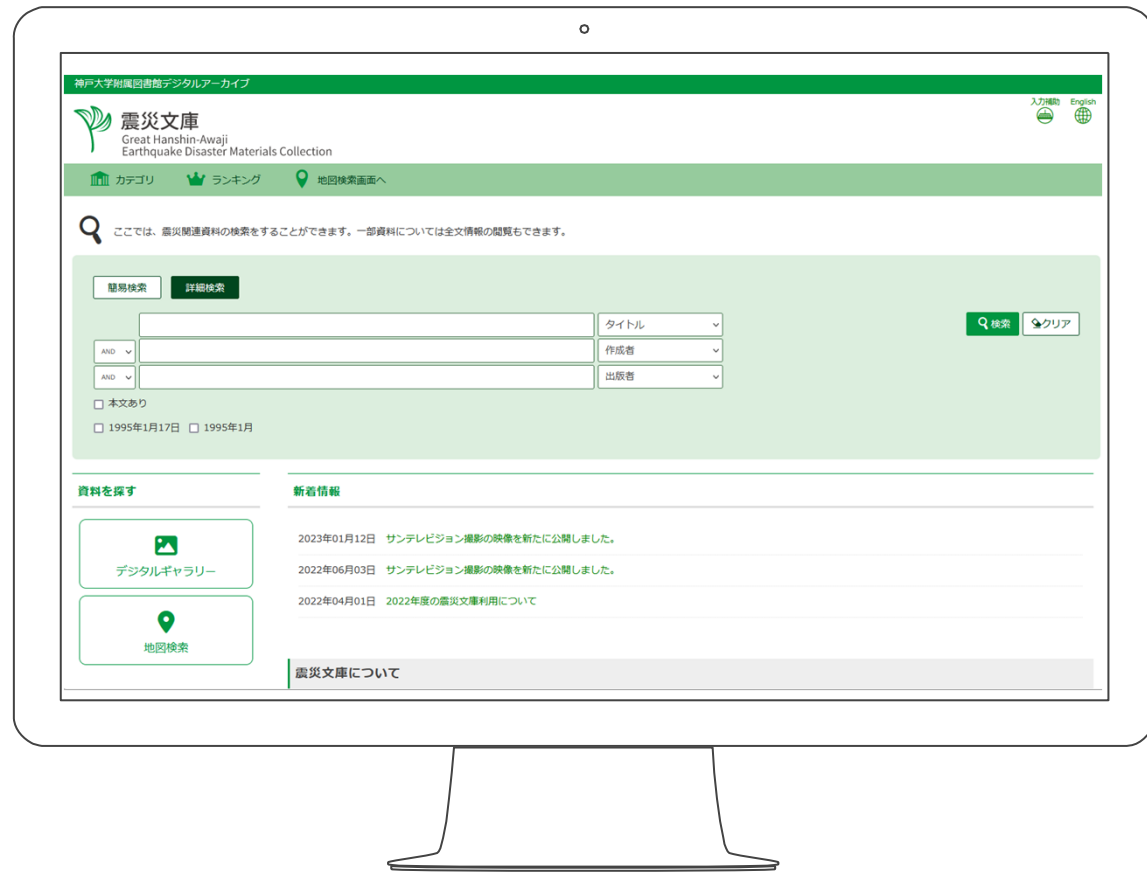 神戸大学附属図書館デジタルアーカイブ
入力補助 English
震災文庫
Great Hanshin-Awaji
Earthquake Disaster Materials Collection
カテゴリ ランキング 地図検索画面へ
ここでは、震災関連資料の検索をすることができます。一部資料については全文情報の閲覧もできます。
簡易検索 詳細検索
タイトル 検索 クリア
AND 作成者
AND 出版者
本文あり
1995年1月17日 1995年1月
資料を探す
新着情報
デジタルギャラリー
地図検索
2023年01月12日 サンテレビジョン撮影の映像を新たに公開しました。
2022年06月03日 サンテレビジョン撮影の映像を新たに公開しました。
2022年04月01日 2022年度の震災文庫利用について
震災文庫について